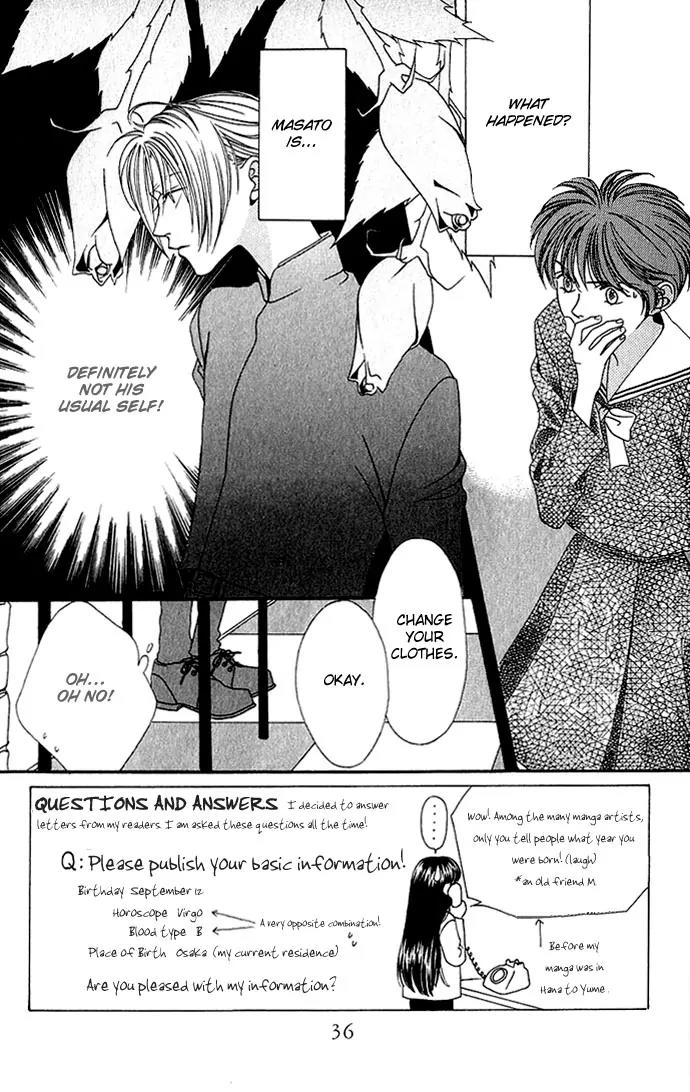 WHAT
HAPPENED?
MASATO
IS...
DEFINITELY
NOT HIS
USUAL SELF!
CHANGE
YOUR
CLOTHES.
OKAY.
OH...
OH NO!
QUESTIONS AND ANSWERS I decided to answer
letters from my readers. I am asked these questions all the time!
Q: Please publish your basic information!
Birthday September 12
Horoscope Virgo
Blood type B
A very opposite combination!
Place of Birth Osaka (my current residence)
Are you pleased with my information?
......
Wow! Among the many manga artists,
only you tell people what year you
were born! (laugh)
*an old friend M.
Before my
manga was in
Hana to Yume.
36